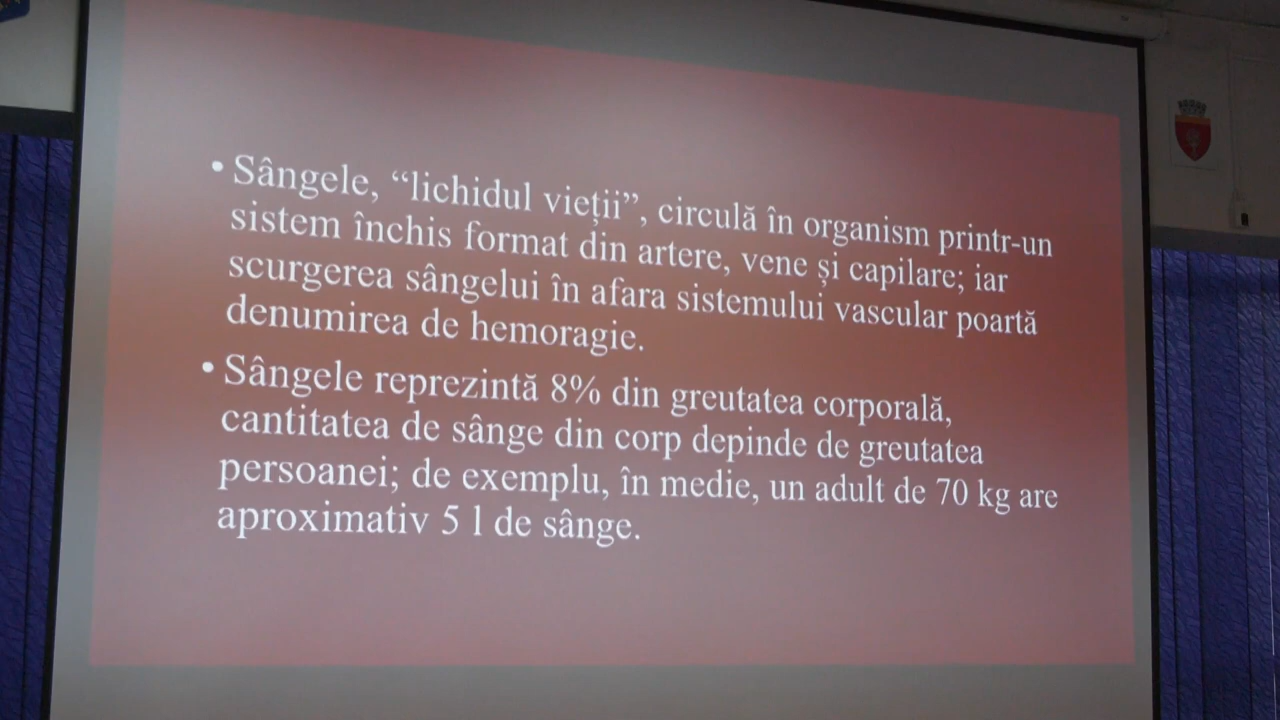 • Sângele, “lichidul vieții”, circulă în organism printr-un
sistem închis format din artere, vene și capilare; iar
scurgerea sângelui în afara sistemului vascular poartă
denumirea de hemoragie.
• Sângele reprezintă 8% din greutatea corporală,
cantitatea de sânge din corp depinde de greutatea
persoanei; de exemplu, în medie, un adult de 70 kg are
aproximativ 5 l de sânge.